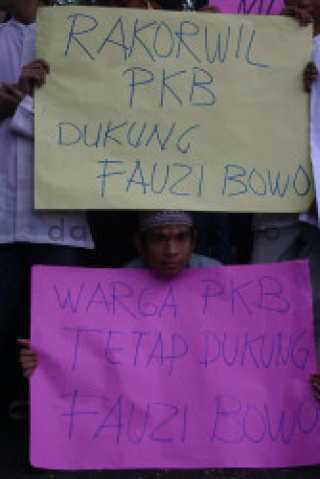 RAKORWIL
PKB
DUKUNG
FAUZI BOWO
WARGA PKB
TETAP DUKUNG
FAUZI BOWO